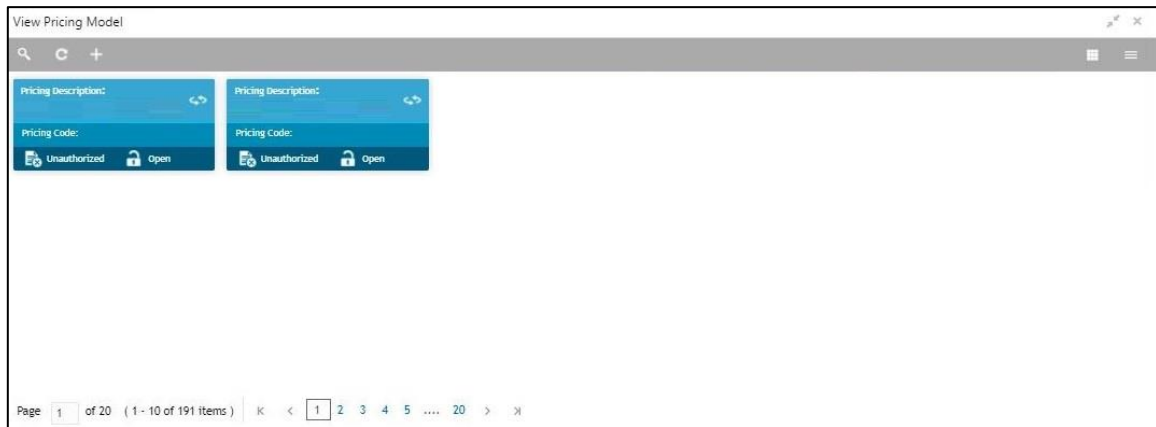 View Pricing Model
Pricing Description: Pricing Description:
Pricing Code: Pricing Code:
Unauthorized Open Unauthorized Open
Page 1 of 20 ( 1 - 10 of 191 items ) K < 1 2 3 4 5 .... 20 > >|